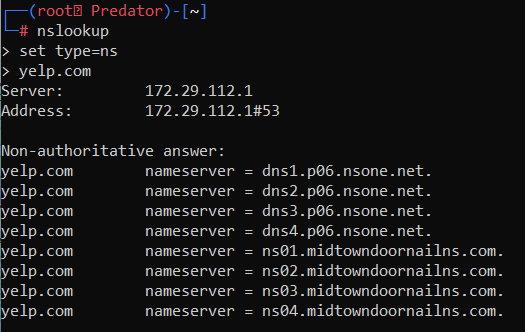 ┌──(root㉿ Predator)-[~]
└─# nslookup
> set type=ns
> yelp.com
Server:         172.29.112.1
Address:        172.29.112.1#53

Non-authoritative answer:
yelp.com        nameserver = dns1.p06.nsone.net.
yelp.com        nameserver = dns2.p06.nsone.net.
yelp.com        nameserver = dns3.p06.nsone.net.
yelp.com        nameserver = dns4.p06.nsone.net.
yelp.com        nameserver = ns01.midtowndoornailns.com.
yelp.com        nameserver = ns02.midtowndoornailns.com.
yelp.com        nameserver = ns03.midtowndoornailns.com.
yelp.com        nameserver = ns04.midtowndoornailns.com.